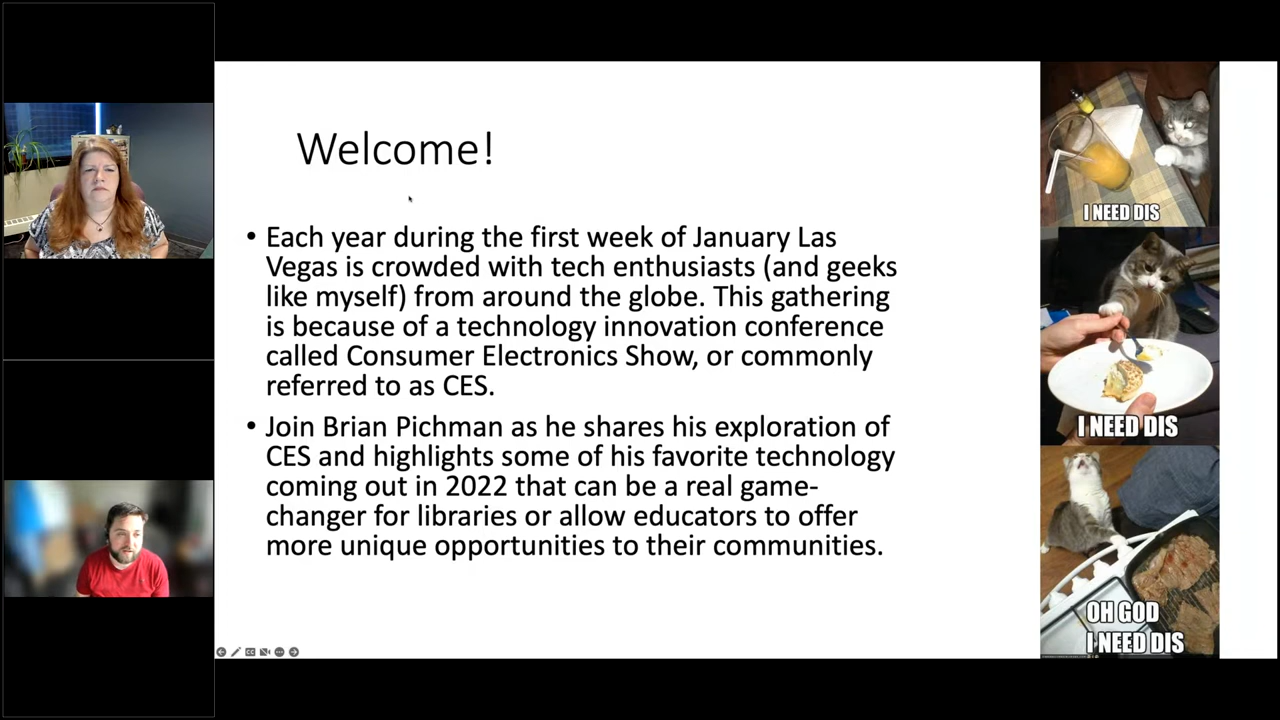 Welcome!
• Each year during the first week of January Las
Vegas is crowded with tech enthusiasts (and geeks
like myself) from around the globe. This gathering
is because of a technology innovation conference
called Consumer Electronics Show, or commonly
referred to as CES.
• Join Brian Pichman as he shares his exploration of
CES and highlights some of his favorite technology
coming out in 2022 that can be a real game-
changer for libraries or allow educators to offer
more unique opportunities to their communities.
I NEED DIS
I NEED DIS
OH GOD
I NEED DIS